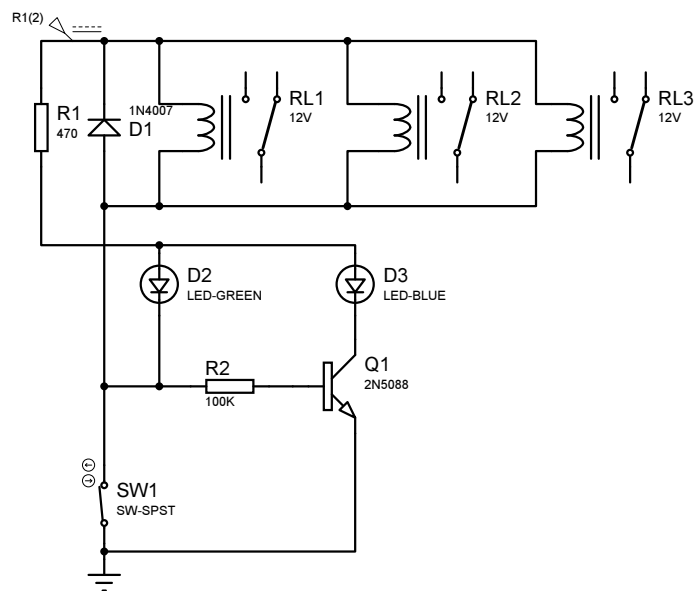 R1(2)
R1
470
1N4007
D1
RL1
12V
RL2
12V
RL3
12V
D2
LED-GREEN
D3
LED-BLUE
R2
100K
Q1
2N5088
SW1
SW-SPST